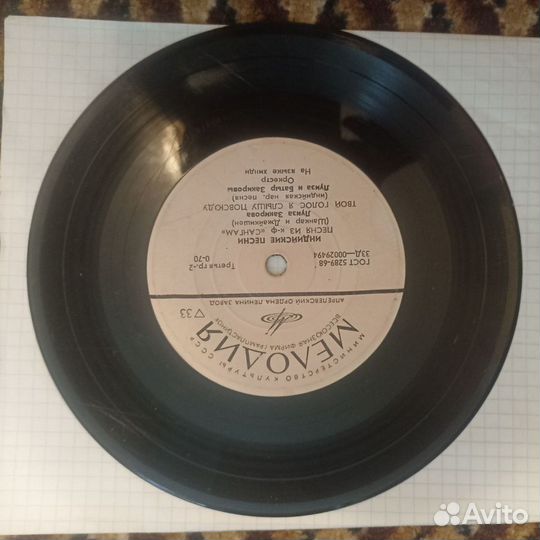 МИНИСТЕРСТВО КУЛЬТУРЫ СССР
МЕЛОДИЯ
ВСЕСОЮЗНАЯ ФИРМА ГРАМПЛАСТИНОК
АПРЕЛЕВСКИЙ ОРДЕНА ЛЕНИНА ЗАВОД
33
ГОСТ 5289-68
Третья гр.-2
33Д—00029494
0-70
ИНДИЙСКИЕ ПЕСНИ
ПЕСНЯ ИЗ К-Ф «САНГАМ»
(Шанкар и Джайкишен)
Луиза Закирова
ТВОЙ ГОЛОС Я СЛЫШУ ПОВСЮДУ
(индийская нар. песня)
Луиза и Батыр Закировы
Оркестр
На языке хинди
Avito